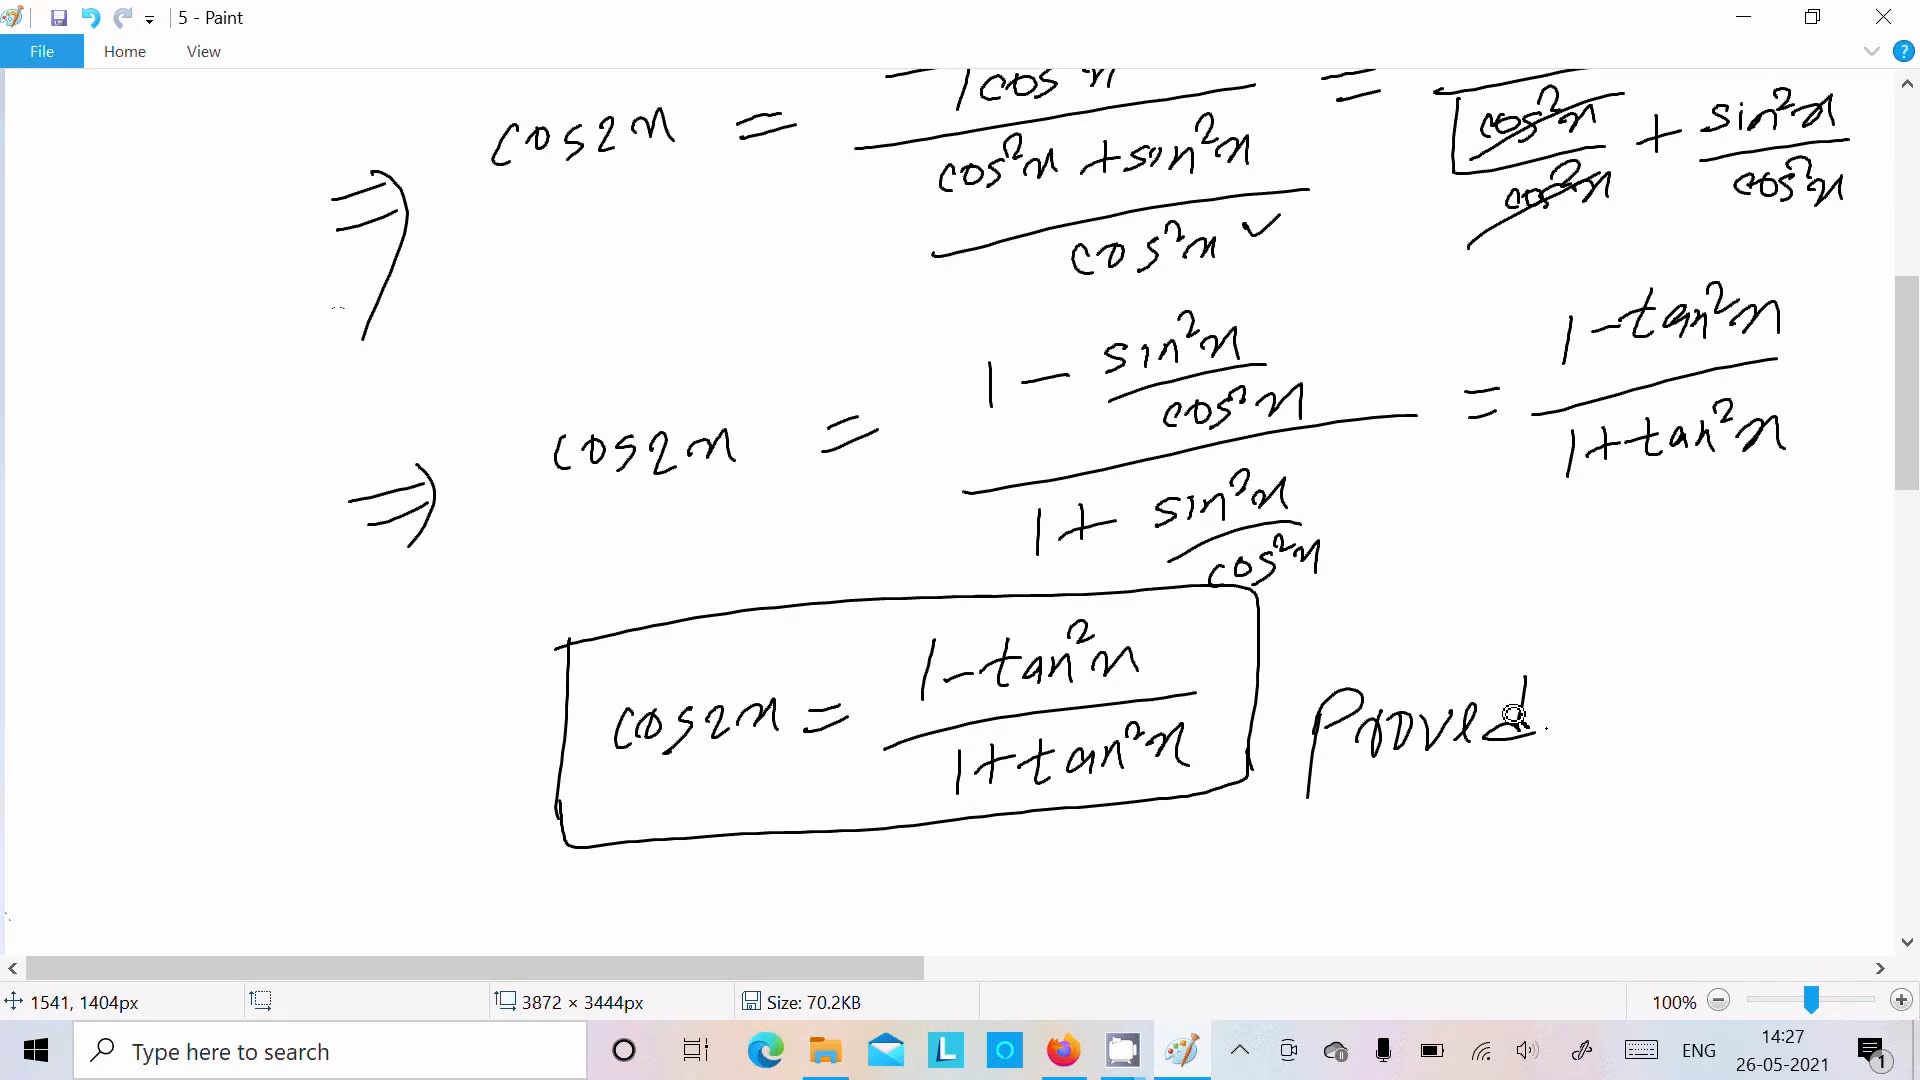 5 - Paint
File Home View
cos2x = cos²x / (cos²x + sin²x) / cos²x = cos²x/cos²x + sin²x/cos²x
⇒ cos2x = (1 - sin²x/cos²x) / (1 + sin²x/cos²x) = (1 - tan²x) / (1 + tan²x)
⇒
cos2x = (1 - tan²x) / (1 + tan²x) Proved.
1541, 1404px 3872 × 3444px Size: 70.2KB 100%
Type here to search ENG 14:27
26-05-2021 1